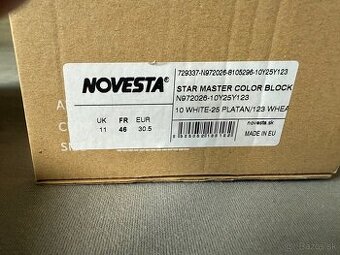 729337-N972026-8105296-10Y25Y123
NOVESTA®
STAR MASTER COLOR BLOCK
N972026-10Y25Y123
10 WHITE-25 PLATAN/123 WHEA
UK FR EUR
11 46 30.5
novesta.sk
MADE IN EU